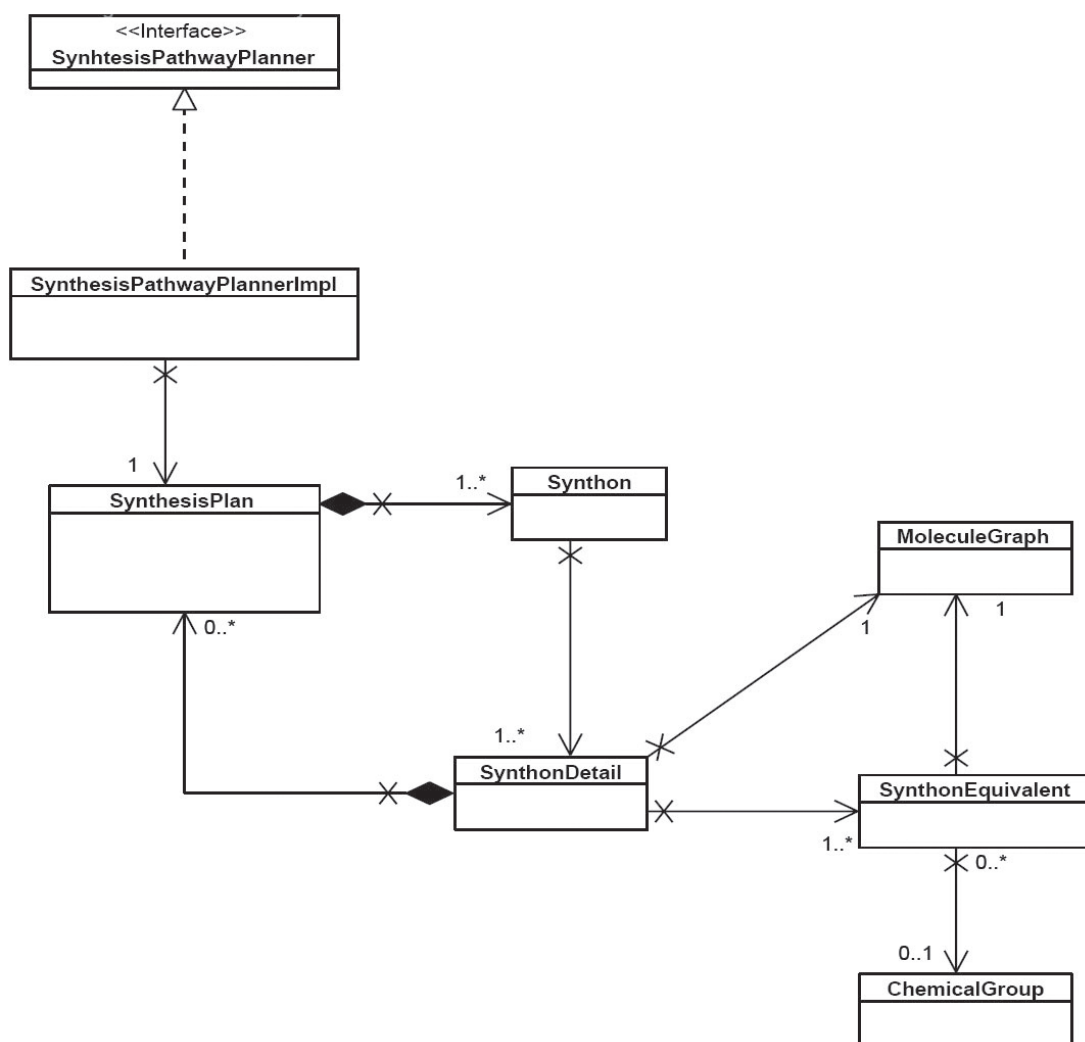 <<Interface>>
SynhtesisPathwayPlanner
SynthesisPathwayPlannerImpl
1
SynthesisPlan
1..*
Synthon
0..*
MoleculeGraph
1
1
1..*
SynthonDetail
1..*
SynthonEquivalent
0..*
0..1
ChemicalGroup